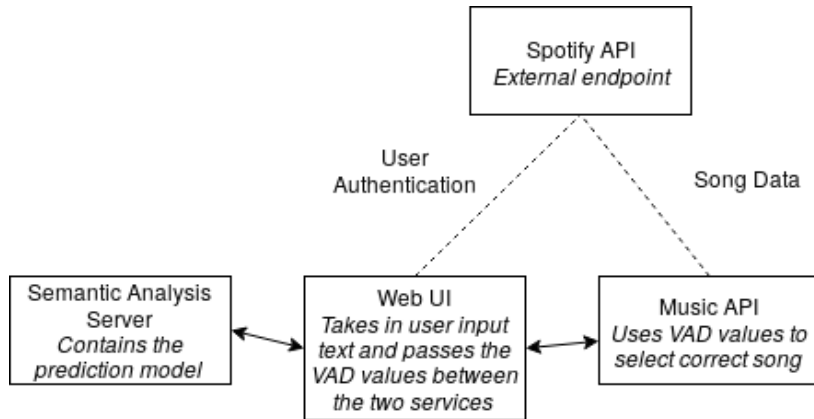 Spotify API
External endpoint
User
Authentication
Song Data
Semantic Analysis
Server
Contains the
prediction model
Web UI
Takes in user input
text and passes the
VAD values between
the two services
Music API
Uses VAD values to
select correct song